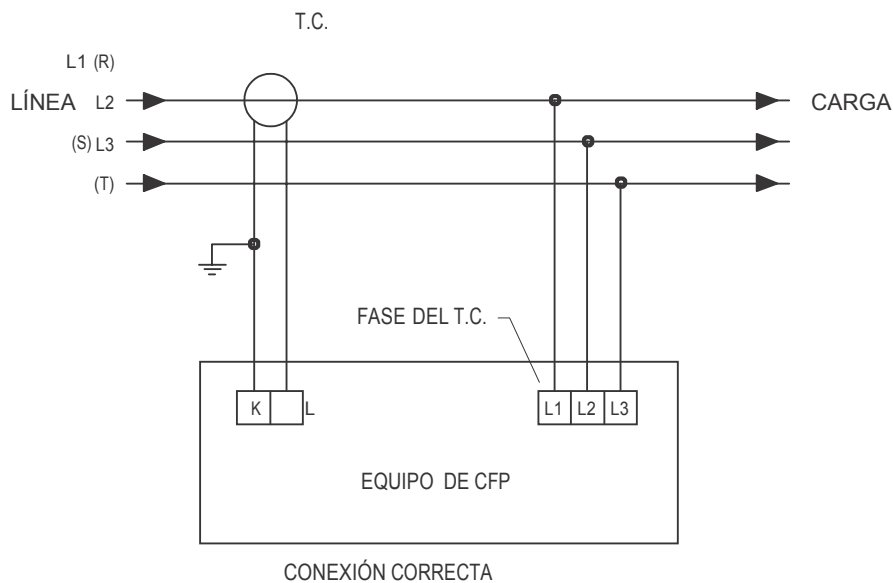 T.C.
L1 (R)
LÍNEA L2 CARGA
(S) L3
(T)
FASE DEL T.C.
K L L1 L2 L3
EQUIPO DE CFP
CONEXIÓN CORRECTA